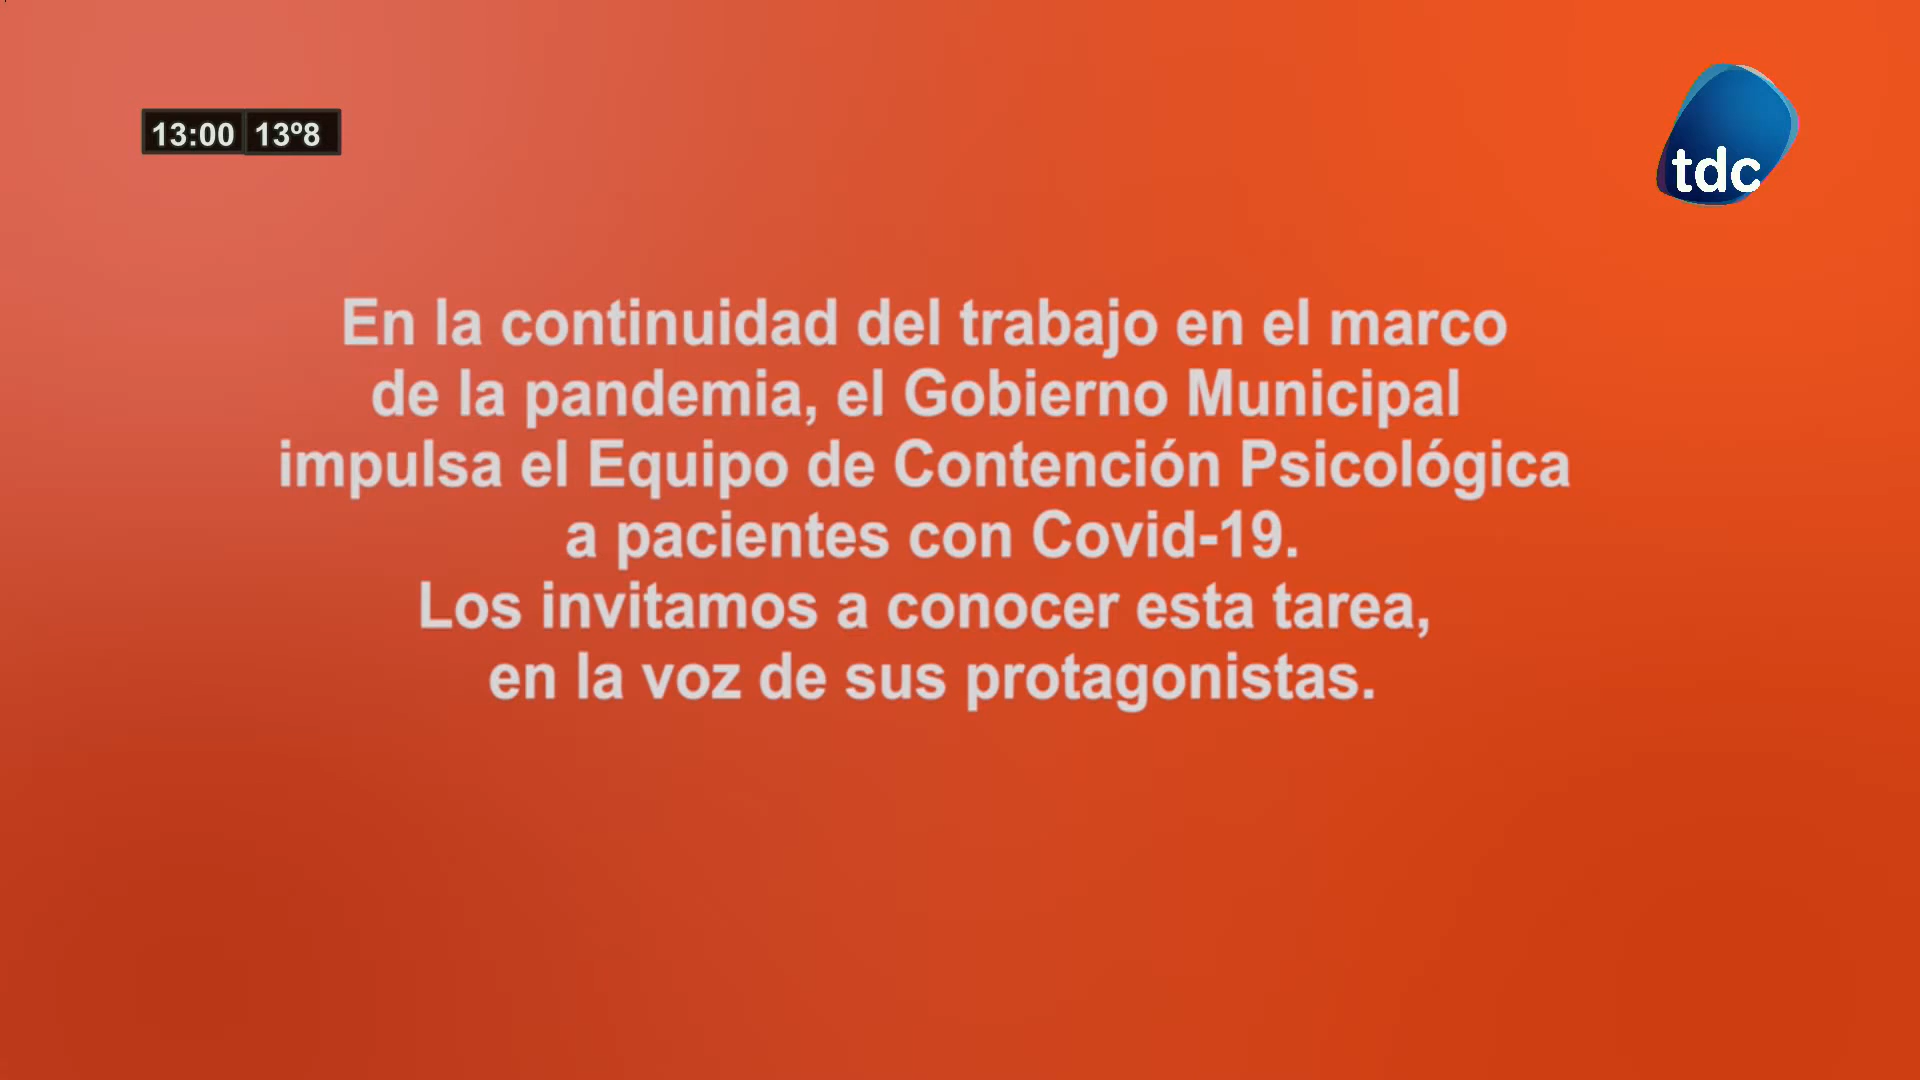 13:00 13º8
tdc
En la continuidad del trabajo en el marco
de la pandemia, el Gobierno Municipal
impulsa el Equipo de Contención Psicológica
a pacientes con Covid-19.
Los invitamos a conocer esta tarea,
en la voz de sus protagonistas.